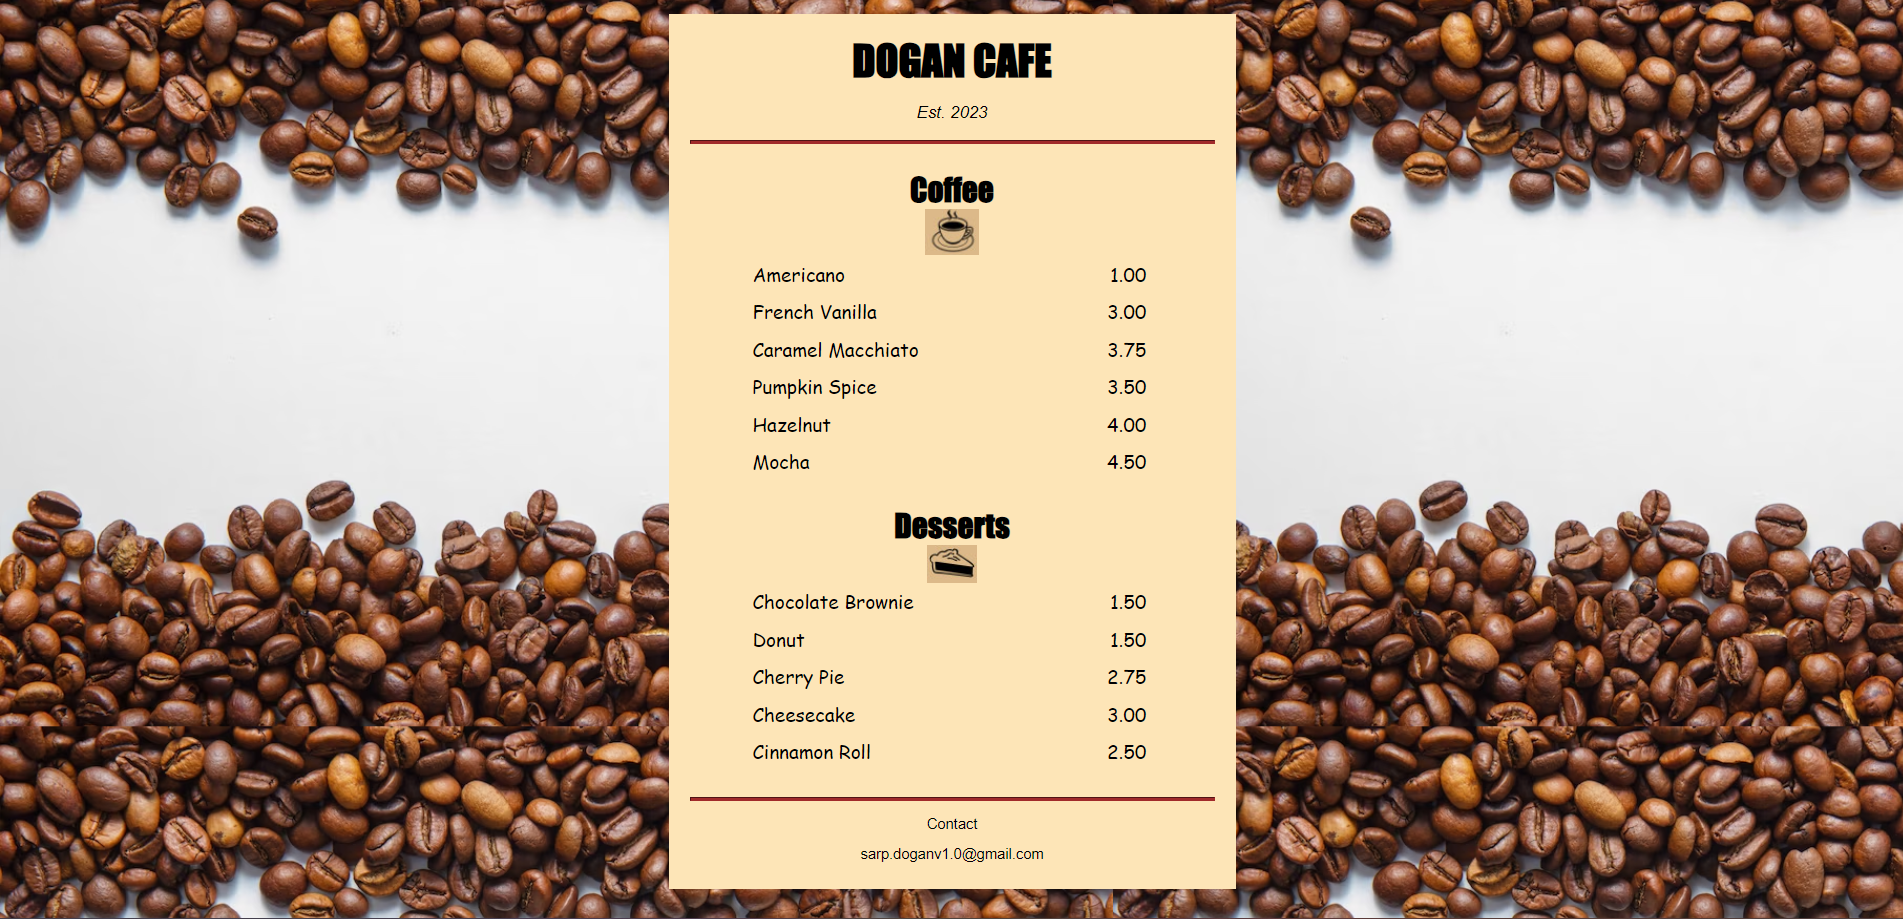 DOGAN CAFE
Est. 2023
Coffee
Americano 1.00
French Vanilla 3.00
Caramel Macchiato 3.75
Pumpkin Spice 3.50
Hazelnut 4.00
Mocha 4.50
Desserts
Chocolate Brownie 1.50
Donut 1.50
Cherry Pie 2.75
Cheesecake 3.00
Cinnamon Roll 2.50
Contact
sarp.doganv1.0@gmail.com